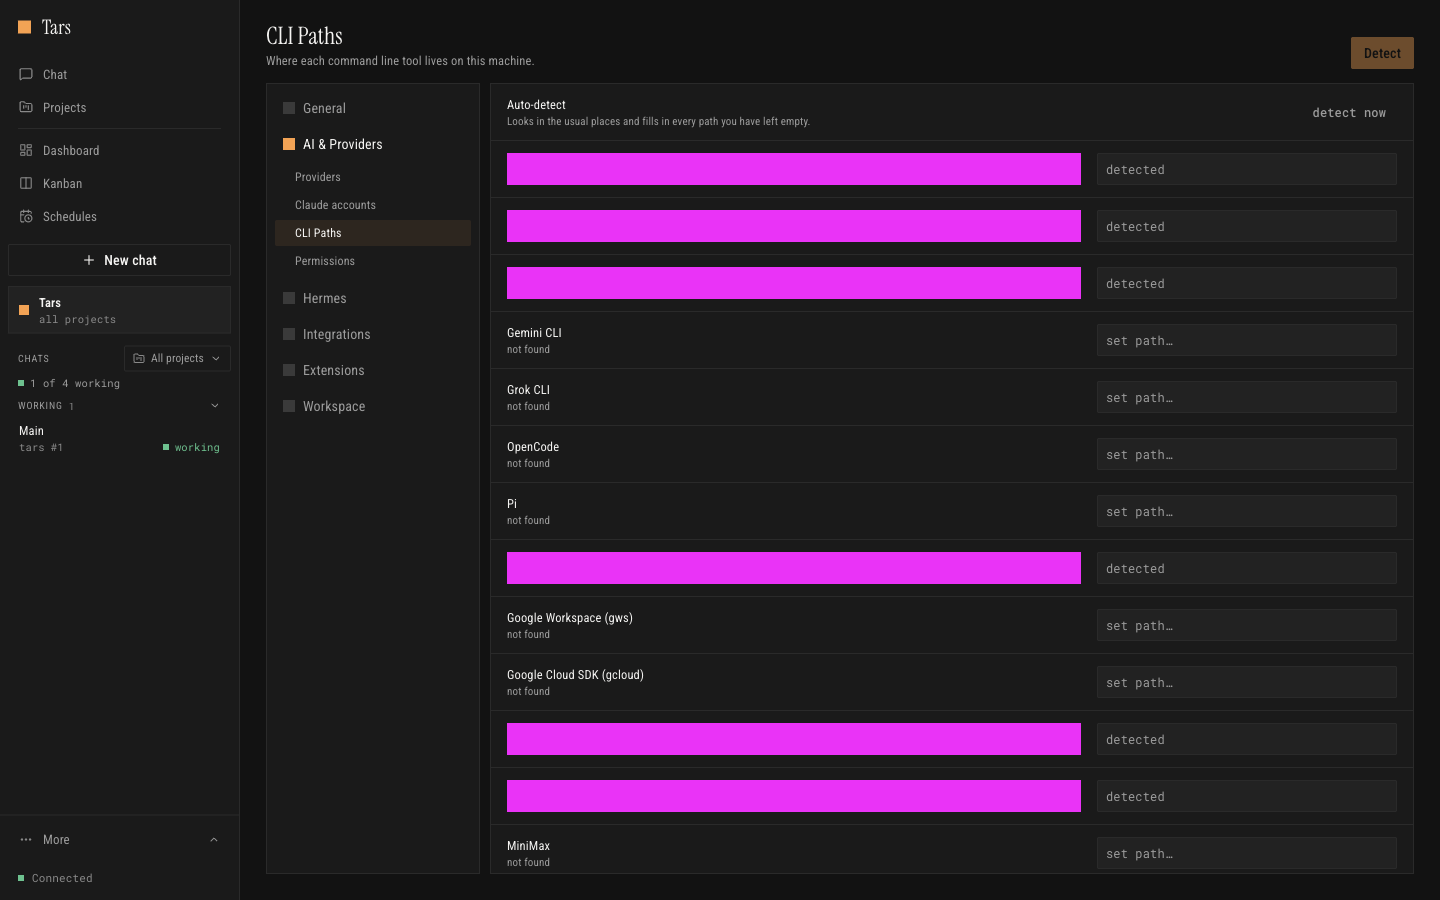 Tars
Chat
Projects
Dashboard
Kanban
Schedules
New chat
Tars
all projects
CHATS
All projects
1 of 4 working
WORKING 1
Main
tars #1
working
More
Connected
CLI Paths
Where each command line tool lives on this machine.
Detect
General
AI & Providers
Providers
Claude accounts
CLI Paths
Permissions
Hermes
Integrations
Extensions
Workspace
Auto-detect
Looks in the usual places and fills in every path you have left empty.
detect now
detected
detected
detected
Gemini CLI
not found
set path…
Grok CLI
not found
set path…
OpenCode
not found
set path…
Pi
not found
set path…
detected
Google Workspace (gws)
not found
set path…
Google Cloud SDK (gcloud)
not found
set path…
detected
detected
MiniMax
not found
set path…